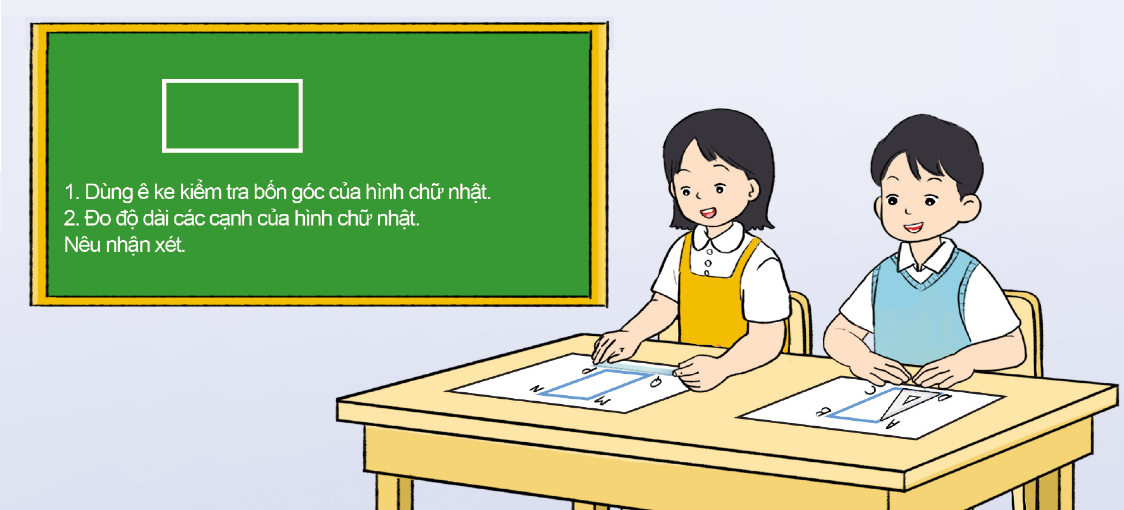 1. Dùng ê ke kiểm tra bốn góc của hình chữ nhật.
2. Đo độ dài các cạnh của hình chữ nhật.
Nêu nhận xét.
P
Q
N
M
C
D
B
A